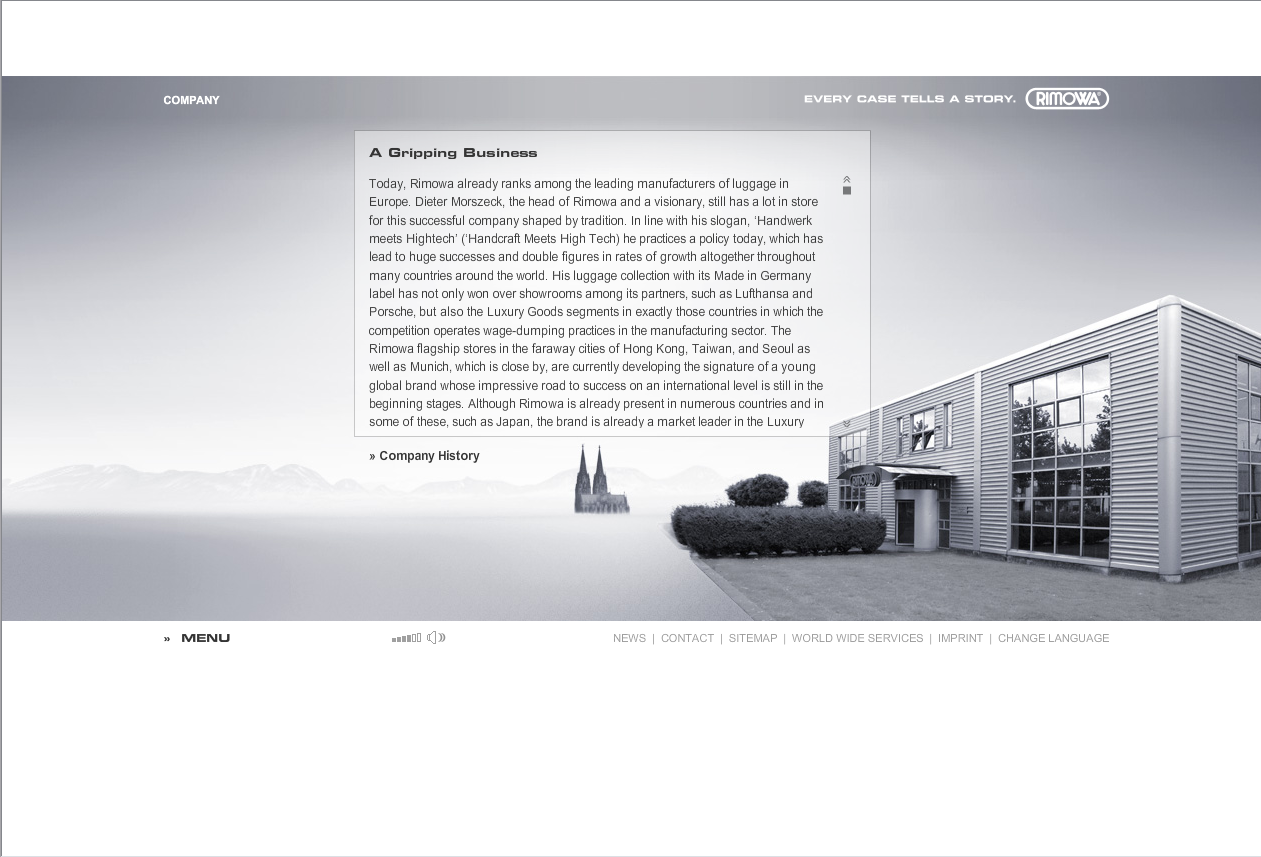 COMPANY
EVERY CASE TELLS A STORY. RIMOWA
A Gripping Business
Today, Rimowa already ranks among the leading manufacturers of luggage in
Europe. Dieter Morszeck, the head of Rimowa and a visionary, still has a lot in store
for this successful company shaped by tradition. In line with his slogan, ‘Handwerk
meets Hightech’ (‘Handcraft Meets High Tech) he practices a policy today, which has
lead to huge successes and double figures in rates of growth altogether throughout
many countries around the world. His luggage collection with its Made in Germany
label has not only won over showrooms among its partners, such as Lufthansa and
Porsche, but also the Luxury Goods segments in exactly those countries in which the
competition operates wage-dumping practices in the manufacturing sector. The
Rimowa flagship stores in the faraway cities of Hong Kong, Taiwan, and Seoul as
well as Munich, which is close by, are currently developing the signature of a young
global brand whose impressive road to success on an international level is still in the
beginning stages. Although Rimowa is already present in numerous countries and in
some of these, such as Japan, the brand is already a market leader in the Luxury
» Company History
RIMOWA
» MENU
NEWS | CONTACT | SITEMAP | WORLD WIDE SERVICES | IMPRINT | CHANGE LANGUAGE